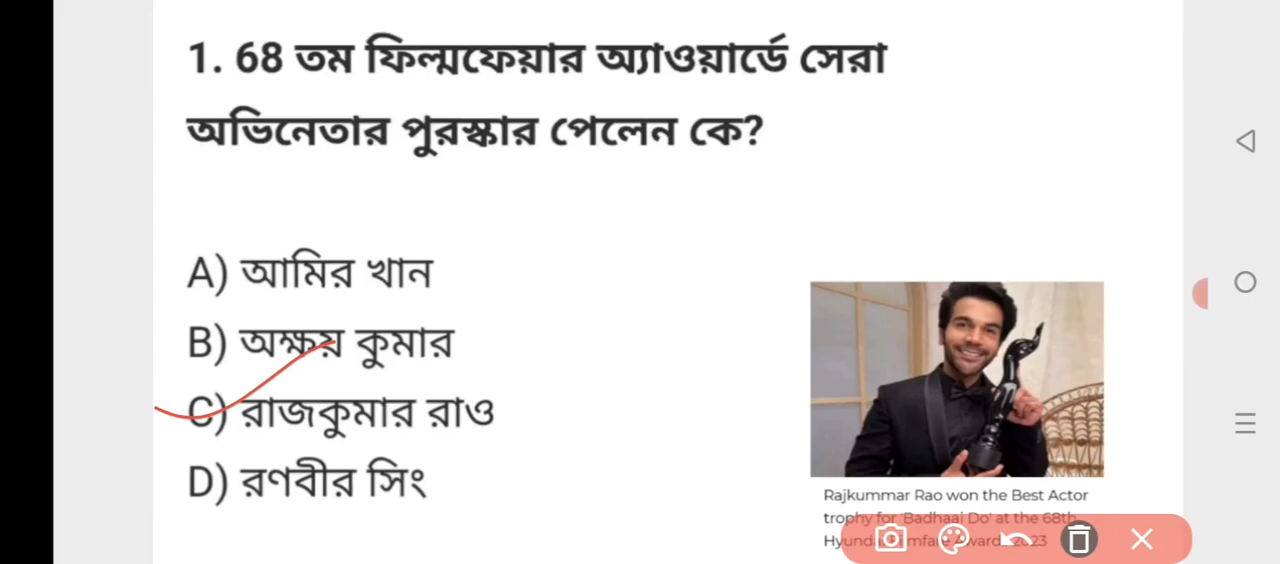 1. 68 তম ফিল্মফেয়ার অ্যাওয়ার্ডে সেরা
অভিনেতার পুরস্কার পেলেন কে?
A) আমির খান
B) অক্ষয় কুমার
C) রাজকুমার রাও
D) রণবীর সিং
Rajkummar Rao won the Best Actor
trophy for 'Badhaai Do' at the 68th
2023